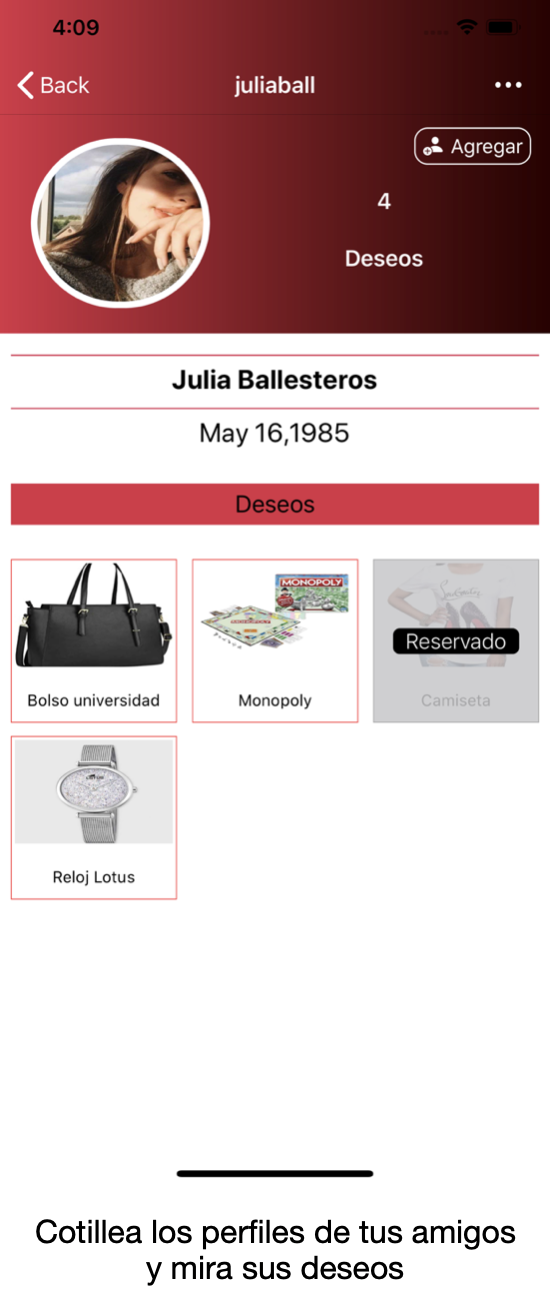 4:09
Back
juliaball
Agregar
4
Deseos
Julia Ballesteros
May 16,1985
Deseos
MONOPOLY
Bolso universidad
Monopoly
Reservado
Camiseta
Reloj Lotus
Cotillea los perfiles de tus amigos
y mira sus deseos